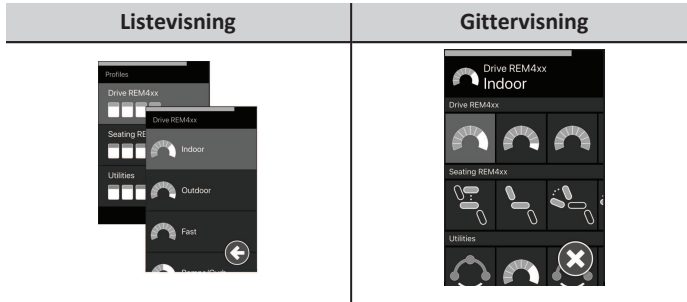 Listevisning
Gittervisning
Profiles
Drive REM4xx
Seating RE
Utilities
Drive REM4xx
Indoor
Outdoor
Fast
Drive REM4xx
Indoor
Drive REM4xx
Seating REM4xx
Utilities